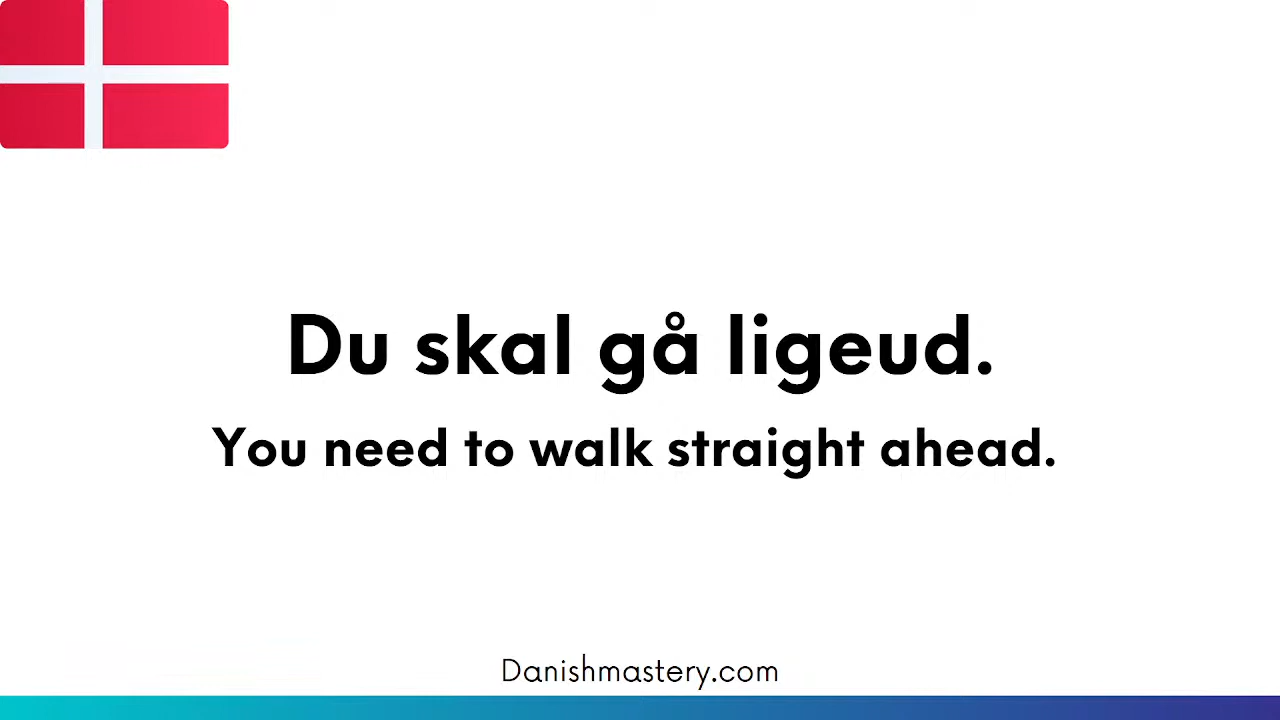 Du skal gå ligeud.
You need to walk straight ahead.
Danishmastery.com